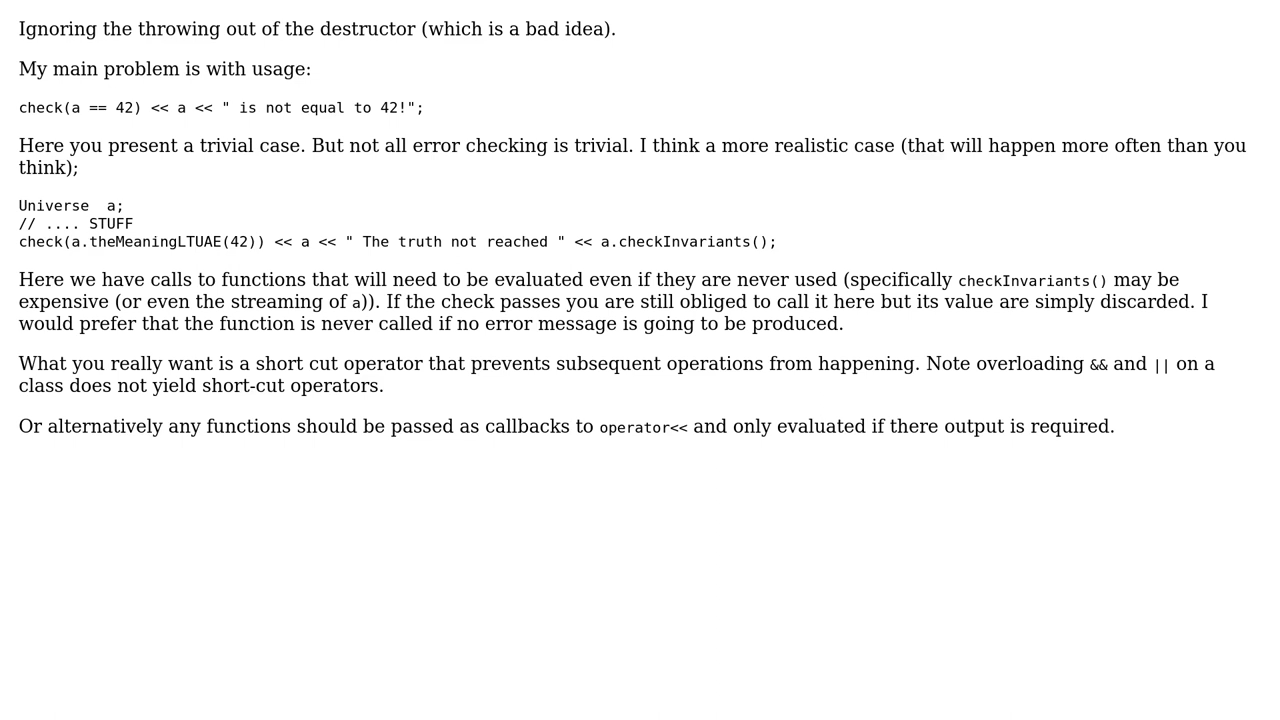 Ignoring the throwing out of the destructor (which is a bad idea).
My main problem is with usage:
check(a == 42) << a << " is not equal to 42!";
Here you present a trivial case. But not all error checking is trivial. I think a more realistic case (that will happen more often than you
think);
Universe  a;
// .... STUFF
check(a.theMeaningLTUAE(42)) << a << " The truth not reached " << a.checkInvariants();
Here we have calls to functions that will need to be evaluated even if they are never used (specifically checkInvariants() may be
expensive (or even the streaming of a)). If the check passes you are still obliged to call it here but its value are simply discarded. I
would prefer that the function is never called if no error message is going to be produced.
What you really want is a short cut operator that prevents subsequent operations from happening. Note overloading && and || on a
class does not yield short-cut operators.
Or alternatively any functions should be passed as callbacks to operator<< and only evaluated if there output is required.